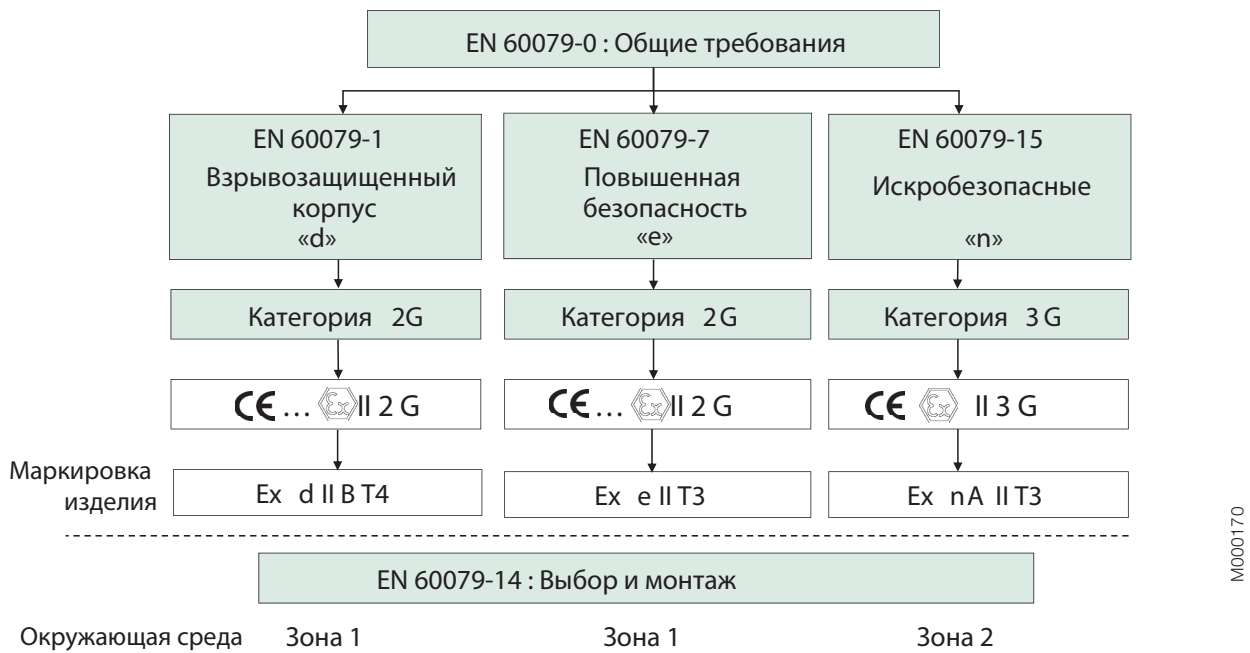 EN 60079-0 : Общие требования
EN 60079-1
Взрывозащищенный
корпус
«d»
EN 60079-7
Повышенная
безопасность
«e»
EN 60079-15
Искробезопасные
«n»
Категория 2G
Категория 2G
Категория 3 G
CE ... Ex II 2 G
CE ... Ex II 2 G
CE Ex II 3 G
Маркировка
изделия
Ex d II B T4
Ex e II T3
Ex nA II T3
EN 60079-14 : Выбор и монтаж
Окружающая среда
Зона 1
Зона 1
Зона 2
M000170